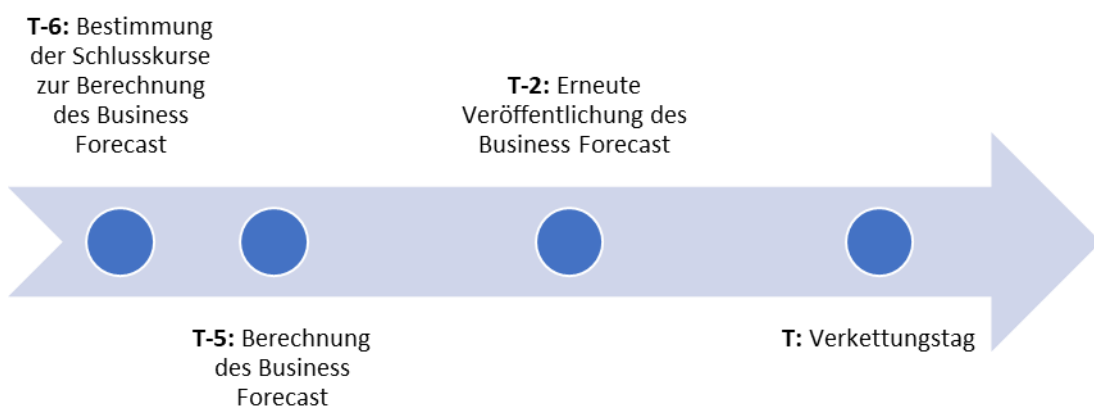 T-6: Bestimmung
der Schlusskurse
zur Berechnung
des Business
Forecast
T-2: Erneute
Veröffentlichung des
Business Forecast
T-5: Berechnung
des Business
Forecast
T: Verkettungstag